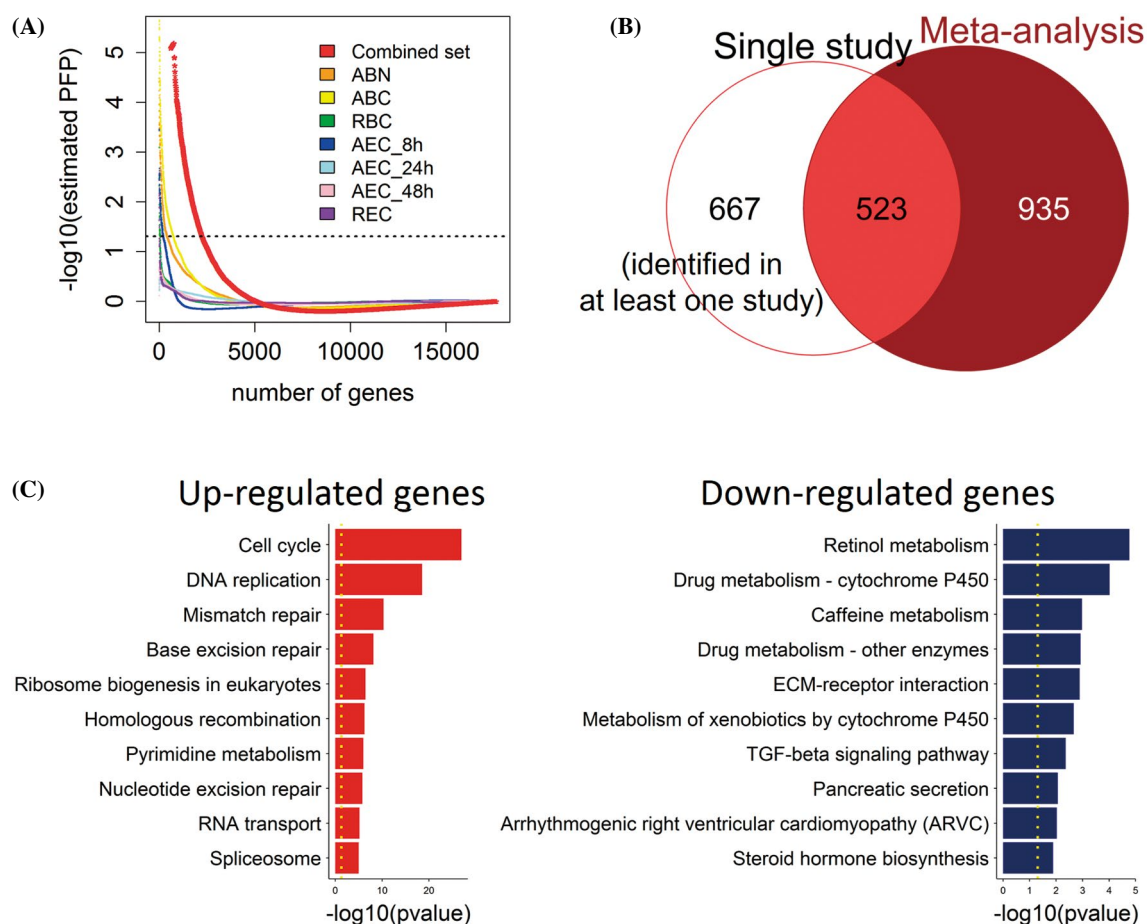 (A)
-log10(estimated PFP)
5
4
3
2
1
0
Combined set
ABN
ABC
RBC
AEC_8h
AEC_24h
AEC_48h
REC
0 5000 10000 15000
number of genes
(B)
Single study
Meta-analysis
667
523
935
(identified in
at least one study)
(C)
Up-regulated genes
Cell cycle
DNA replication
Mismatch repair
Base excision repair
Ribosome biogenesis in eukaryotes
Homologous recombination
Pyrimidine metabolism
Nucleotide excision repair
RNA transport
Spliceosome
0 10 20
-log10(pvalue)
Down-regulated genes
Retinol metabolism
Drug metabolism - cytochrome P450
Caffeine metabolism
Drug metabolism - other enzymes
ECM-receptor interaction
Metabolism of xenobiotics by cytochrome P450
TGF-beta signaling pathway
Pancreatic secretion
Arrhythmogenic right ventricular cardiomyopathy (ARVC)
Steroid hormone biosynthesis
0 1 2 3 4 5
-log10(pvalue)